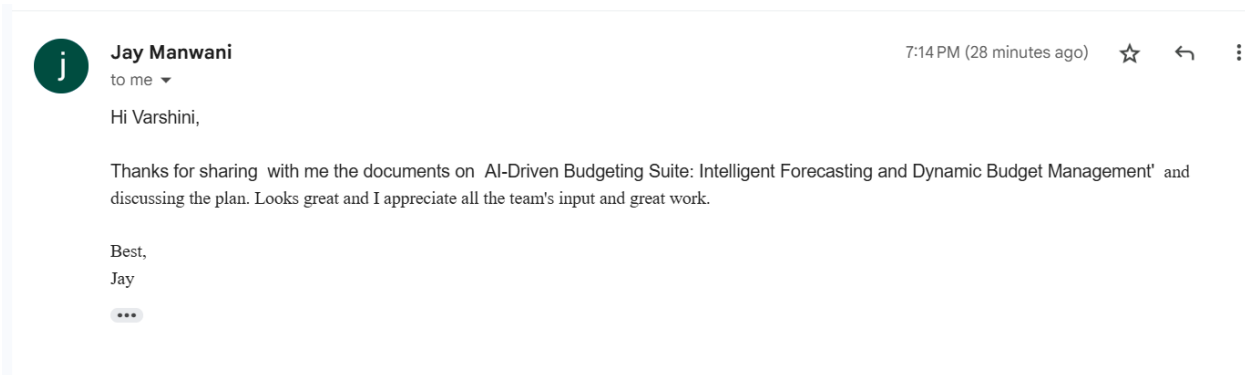 j
Jay Manwani
7:14 PM (28 minutes ago)
to me
Hi Varshini,
Thanks for sharing  with me the documents on  AI-Driven Budgeting Suite: Intelligent Forecasting and Dynamic Budget Management'  and
discussing the plan. Looks great and I appreciate all the team's input and great work.
Best,
Jay